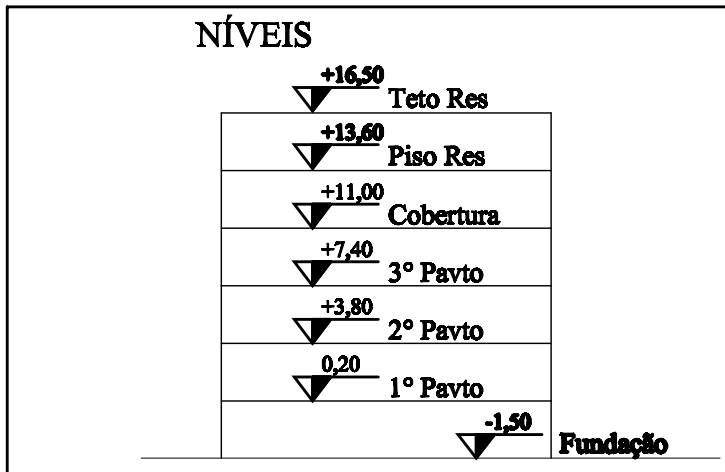 NÍVEIS
+16,50
Teto Res
+13,60
Piso Res
+11,00
Cobertura
+7,40
3° Pavto
+3,80
2° Pavto
0,20
1° Pavto
-1,50
Fundação